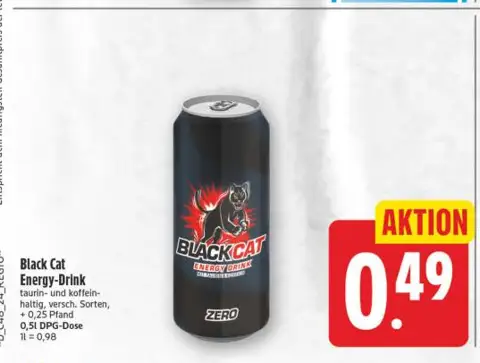 BLACK CAT
ENERGY DRINK
ZERO
Black Cat
Energy-Drink
taurin- und koffein-
haltig, versch. Sorten,
+ 0,25 Pfand
0,5l DPG-Dose
1l = 0,98
AKTION
0.49